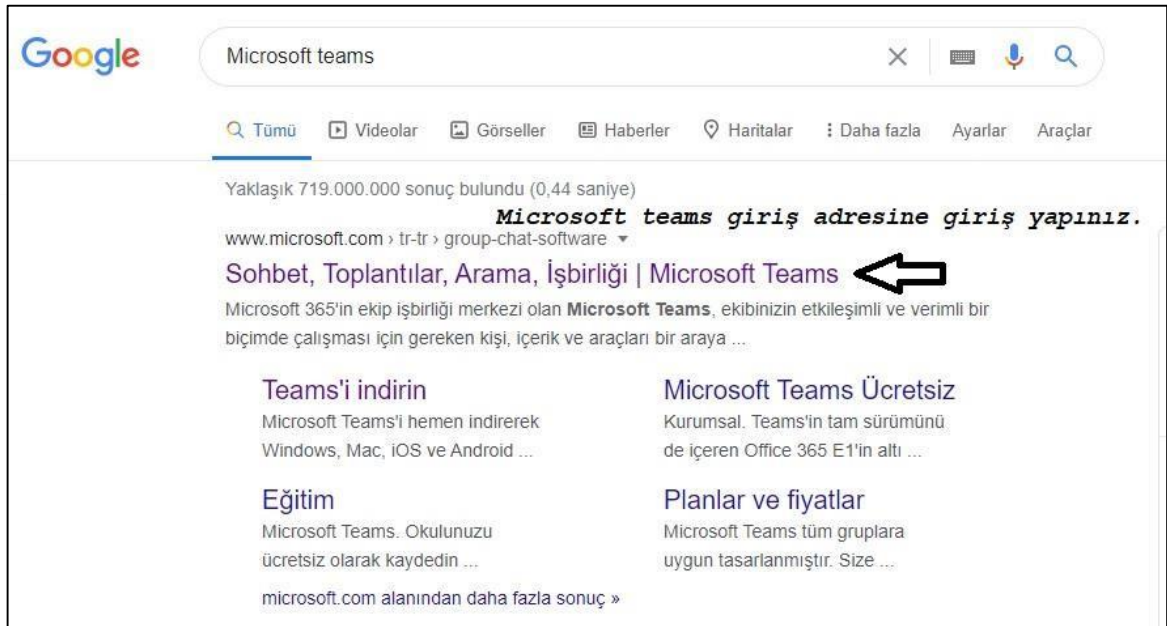 Google
Microsoft teams
Tümü Videolar Görseller Haberler Haritalar Daha fazla Ayarlar Araçlar
Yaklaşık 719.000.000 sonuç bulundu (0,44 saniye)
Microsoft teams giriş adresine giriş yapınız.
www.microsoft.com › tr-tr › group-chat-software
Sohbet, Toplantılar, Arama, İşbirliği | Microsoft Teams
Microsoft 365'in ekip işbirliği merkezi olan Microsoft Teams, ekibinizin etkileşimli ve verimli bir
biçimde çalışması için gereken kişi, içerik ve araçları bir araya ...
Teams'i indirin
Microsoft Teams'i hemen indirerek
Windows, Mac, iOS ve Android ...
Microsoft Teams Ücretsiz
Kurumsal. Teams'in tam sürümünü
de içeren Office 365 E1'in altı ...
Eğitim
Microsoft Teams. Okulunuzu
ücretsiz olarak kaydedin ...
Planlar ve fiyatlar
Microsoft Teams tüm gruplara
uygun tasarlanmıştır. Size ...
microsoft.com alanından daha fazla sonuç »